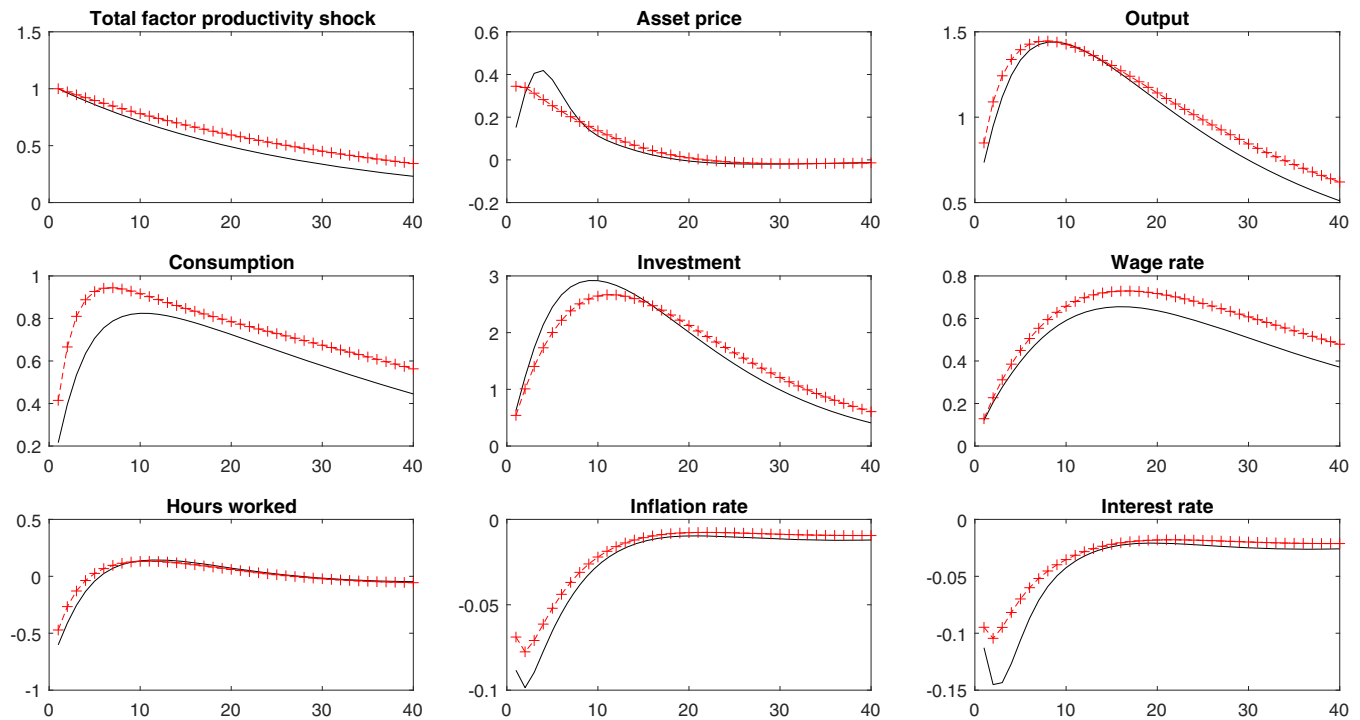 Total factor productivity shock
1.5
1
0.5
0
0 10 20 30 40
Asset price
0.6
0.4
0.2
0
-0.2
0 10 20 30 40
Output
1.5
1
0.5
0 10 20 30 40
Consumption
1
0.8
0.6
0.4
0.2
0 10 20 30 40
Investment
3
2
1
0
0 10 20 30 40
Wage rate
0.8
0.6
0.4
0.2
0
0 10 20 30 40
Hours worked
0.5
0
-0.5
-1
0 10 20 30 40
Inflation rate
0
-0.05
-0.1
0 10 20 30 40
Interest rate
0
-0.05
-0.1
-0.15
0 10 20 30 40